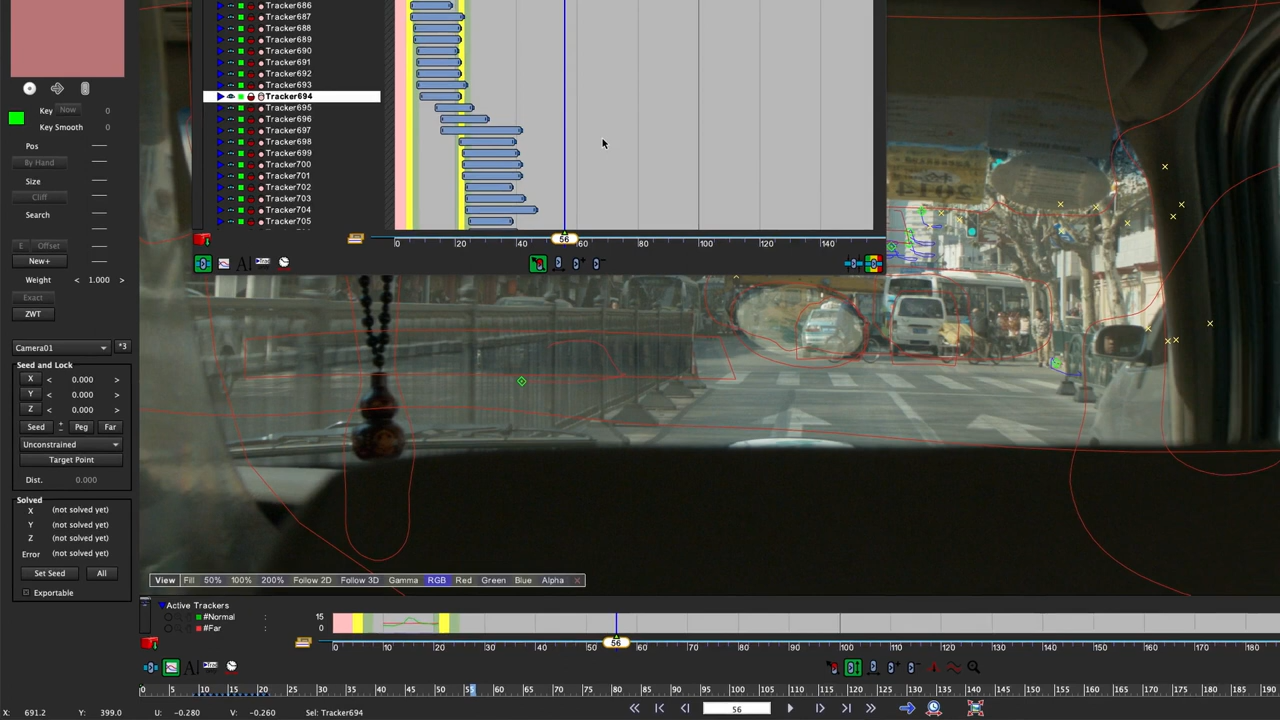 Tracker686
Tracker687
Tracker688
Tracker689
Tracker690
Tracker691
Tracker692
Tracker693
Tracker694
Tracker695
Tracker696
Tracker697
Tracker698
Tracker699
Tracker700
Tracker701
Tracker702
Tracker703
Tracker704
Tracker705
0 20 40 56 60 80 100 120 140
Key Now 0
Key Smooth 0
Pos
By Hand
Size
Cliff
Search
E Offset
New+
Weight < 1.000 >
Exact
ZWT
Camera01 *3
Seed and Lock
X < 0.000 >
Y < 0.000 >
Z < 0.000 >
Seed Peg Far
Unconstrained
Target Point
Dist. 0.000
Solved
X (not solved yet)
Y (not solved yet)
Z (not solved yet)
Error (not solved yet)
Set Seed All
Exportable
View Fill 50% 100% 200% Follow 2D Follow 3D Gamma RGB Red Green Blue Alpha X
Active Trackers
#Normal : 15
#Far : 0
0 10 20 30 40 50 56 60 70 80 90 100 110 120 130 140 150 160 170 180
0 5 10 15 20 25 30 35 40 45 50 55 60 65 70 75 80 85 90 95 100 105 110 115 120 125 130 135 140 145 150 155 160 165 170 175 180 185 190
X: 691.2 Y: 399.0 U: -0.280 V: -0.260 Sel: Tracker694
56